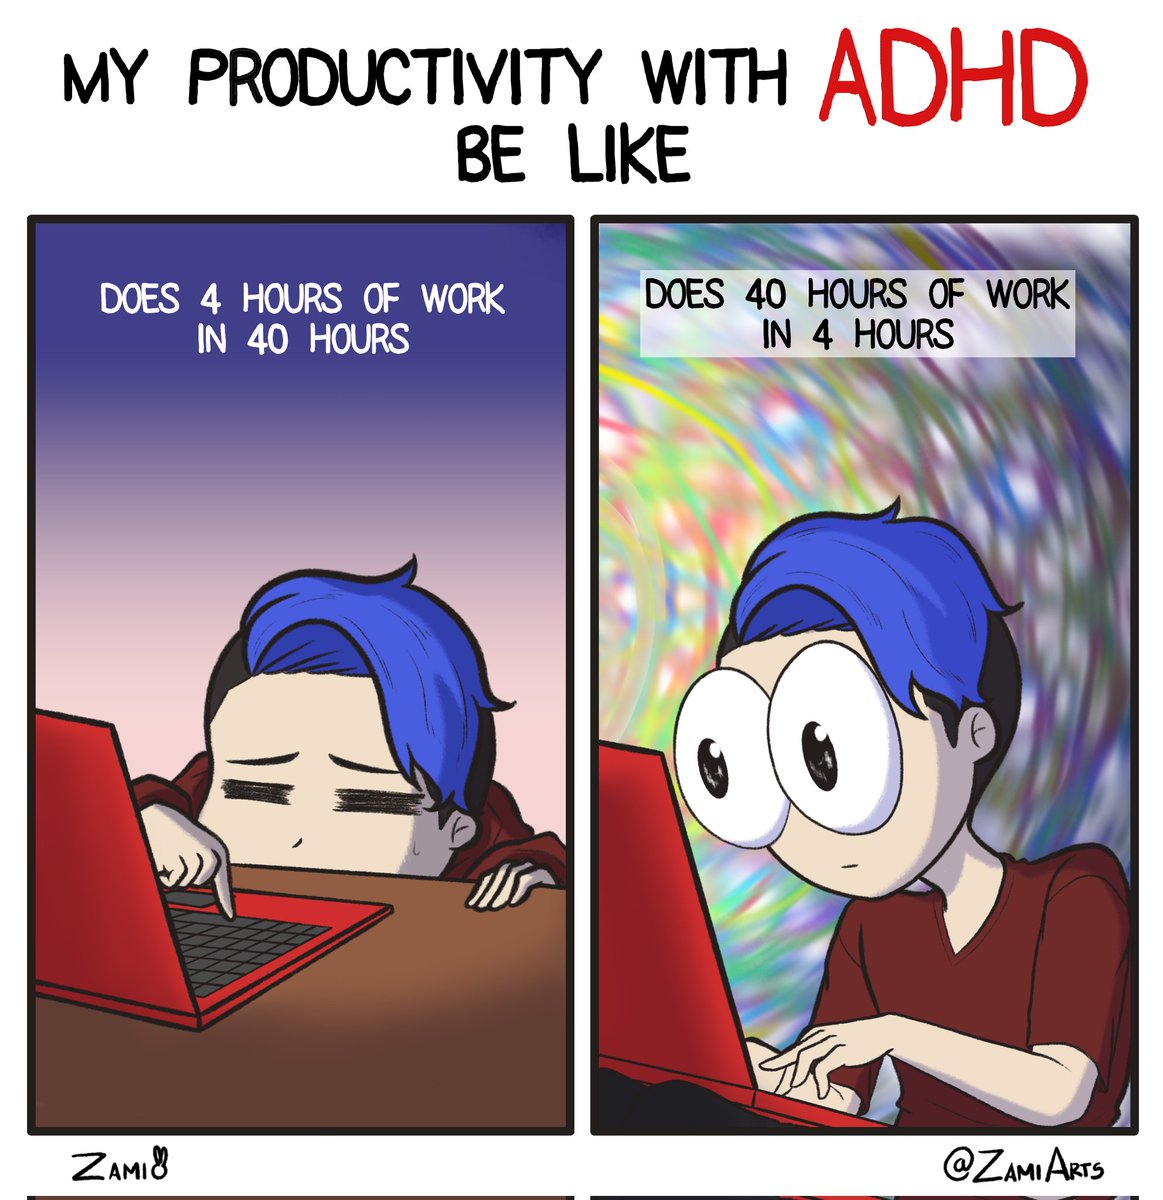 MY PRODUCTIVITY WITH ADHD
BE LIKE
DOES 4 HOURS OF WORK
IN 40 HOURS
DOES 40 HOURS OF WORK
IN 4 HOURS
ZAMI
@ZAMIARTS